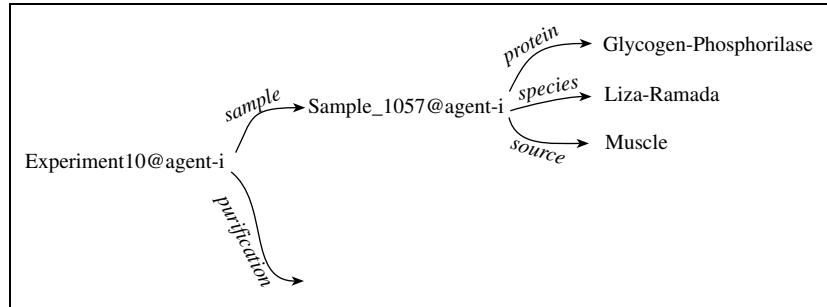 protein
Glycogen-Phosphorilase
sample
Sample_1057@agent-i
species
Liza-Ramada
source
Muscle
Experiment10@agent-i
purification